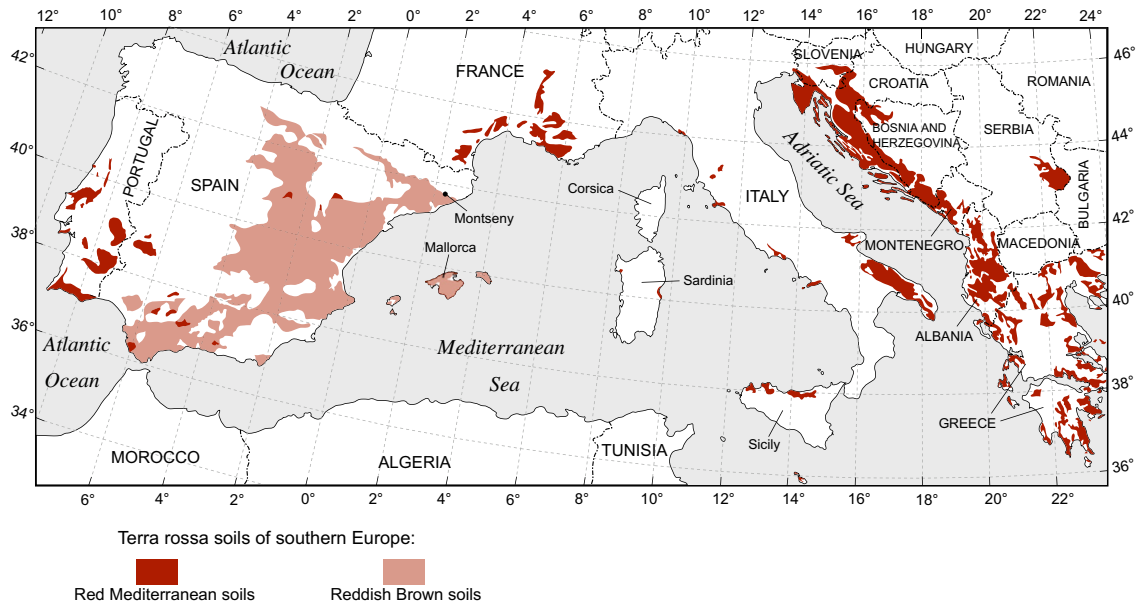 12° 10° 8° 6° 4° 2° 0° 2° 4° 6° 8° 10° 12° 14° 16° 18° 20° 22° 24°
42°
40°
38°
36°
34°
46°
44°
42°
40°
38°
36°
Atlantic
Ocean
FRANCE
SLOVENIA
HUNGARY
CROATIA
ROMANIA
BOSNIA AND
HERZEGOVINA
SERBIA
BULGARIA
PORTUGAL
SPAIN
Montseny
Mallorca
Corsica
Sardinia
ITALY
Adriatic Sea
MONTENEGRO
MACEDONIA
ALBANIA
GREECE
Atlantic
Ocean
Mediterranean
Sea
Sicily
MOROCCO
ALGERIA
TUNISIA
6° 4° 2° 0° 2° 4° 6° 8° 10° 12° 14° 16° 18° 20° 22°
Terra rossa soils of southern Europe:
Red Mediterranean soils
Reddish Brown soils